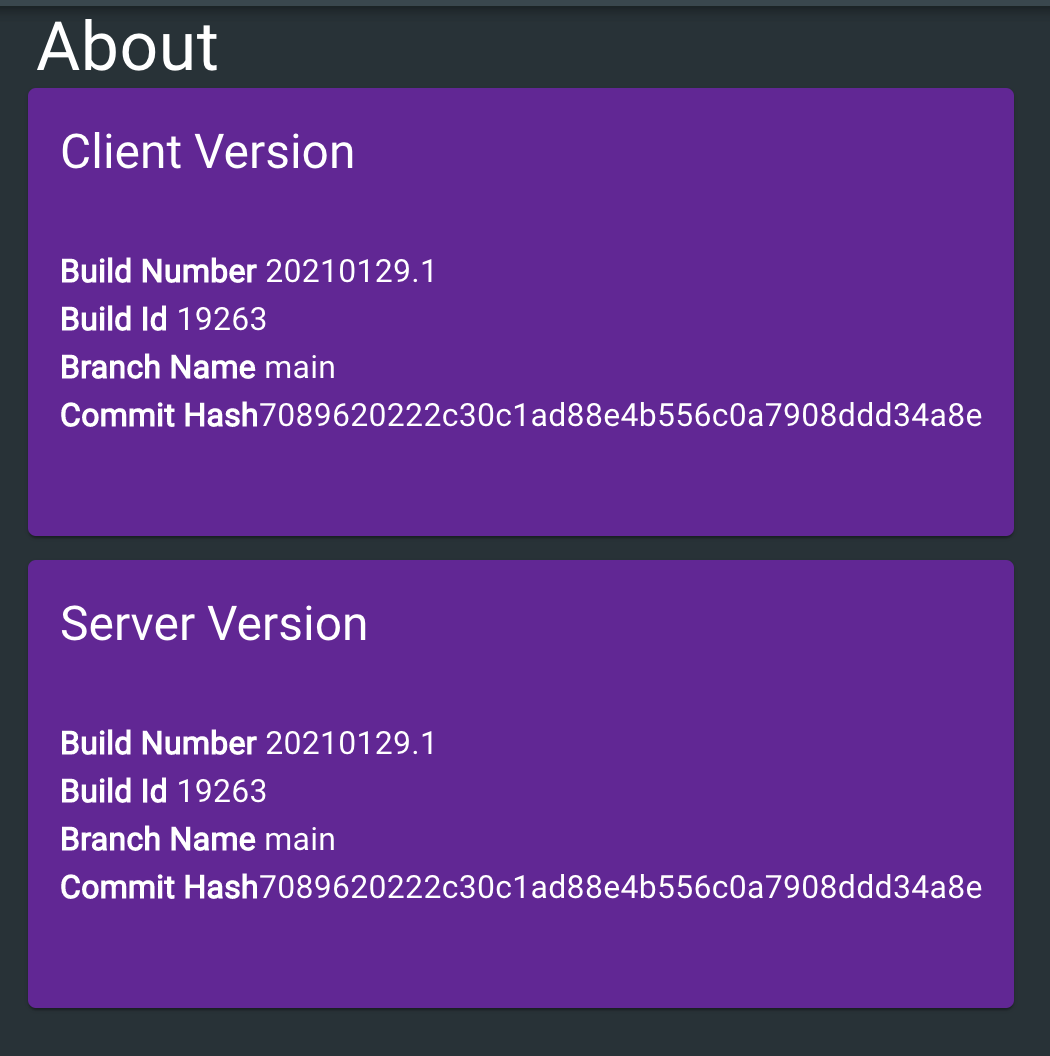 About
Client Version
Build Number 20210129.1
Build Id 19263
Branch Name main
Commit Hash7089620222c30c1ad88e4b556c0a7908ddd34a8e
Server Version
Build Number 20210129.1
Build Id 19263
Branch Name main
Commit Hash7089620222c30c1ad88e4b556c0a7908ddd34a8e